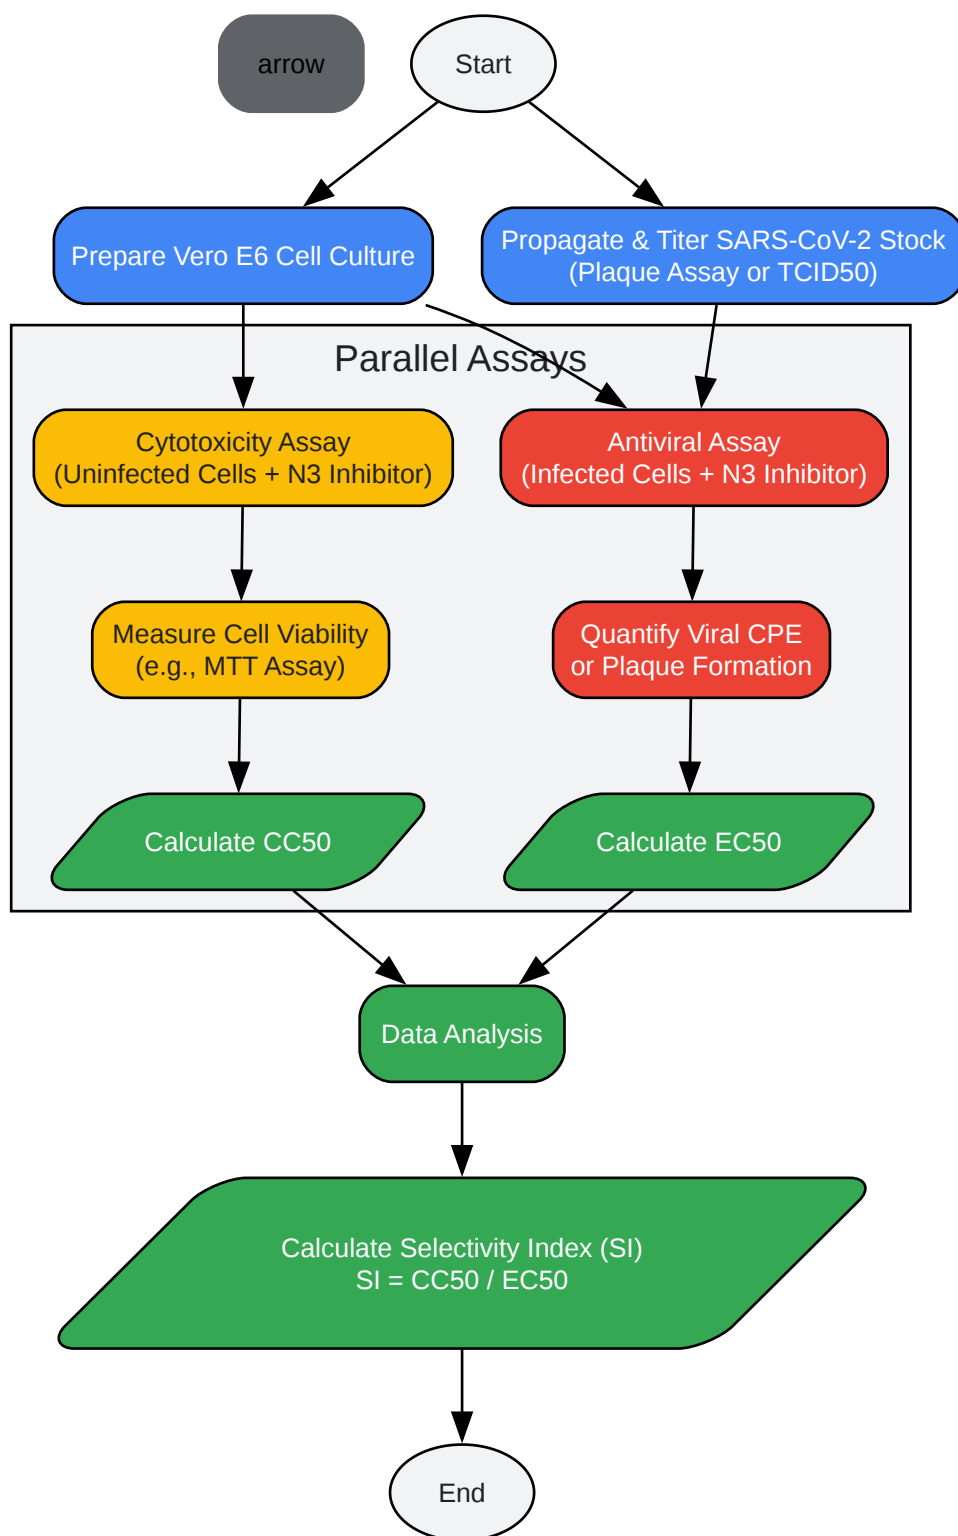 arrow
Start
Prepare Vero E6 Cell Culture
Propagate & Titer SARS-CoV-2 Stock
(Plaque Assay or TCID50)
Parallel Assays
Cytotoxicity Assay
(Uninfected Cells + N3 Inhibitor)
Antiviral Assay
(Infected Cells + N3 Inhibitor)
Measure Cell Viability
(e.g., MTT Assay)
Quantify Viral CPE
or Plaque Formation
Calculate CC50
Calculate EC50
Data Analysis
Calculate Selectivity Index (SI)
SI = CC50 / EC50
End